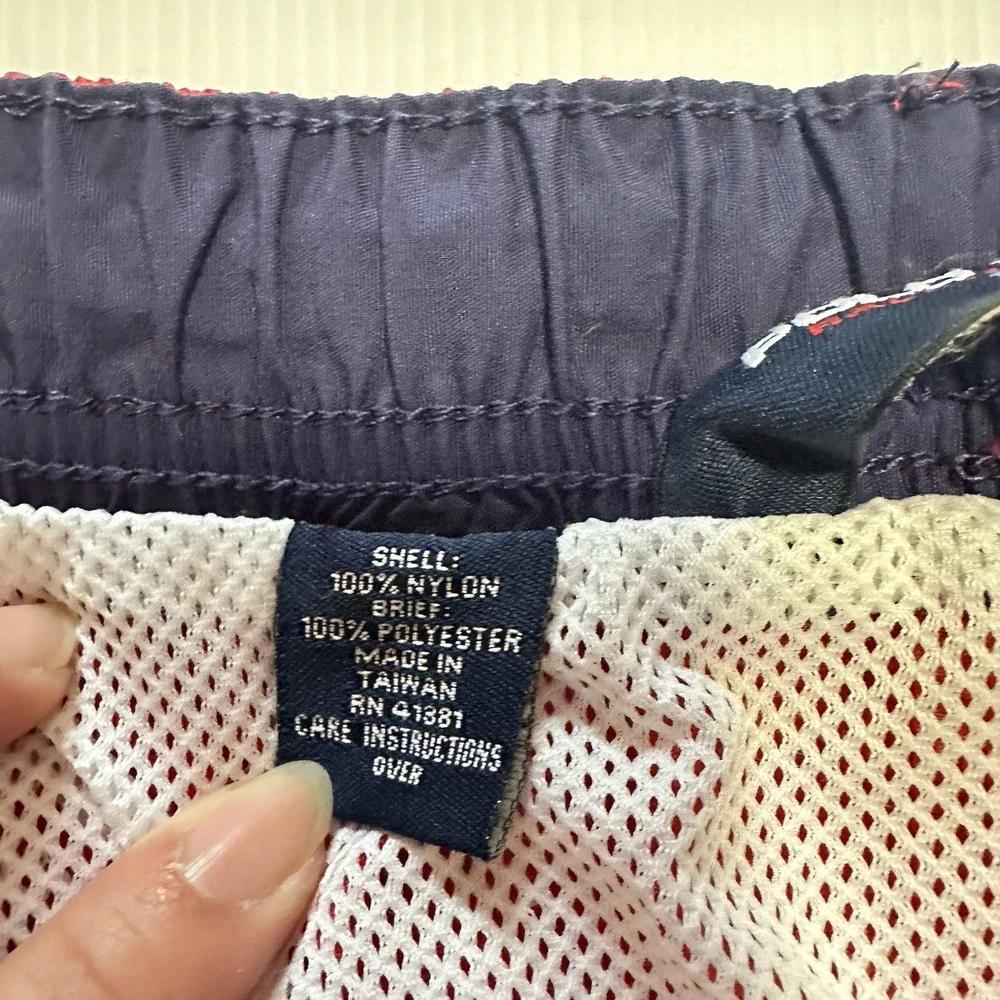 SHELL:
100% NYLON
BRIEF:
100% POLYESTER
MADE IN
TAIWAN
RN 41381
CARE INSTRUCTIONS
OVER